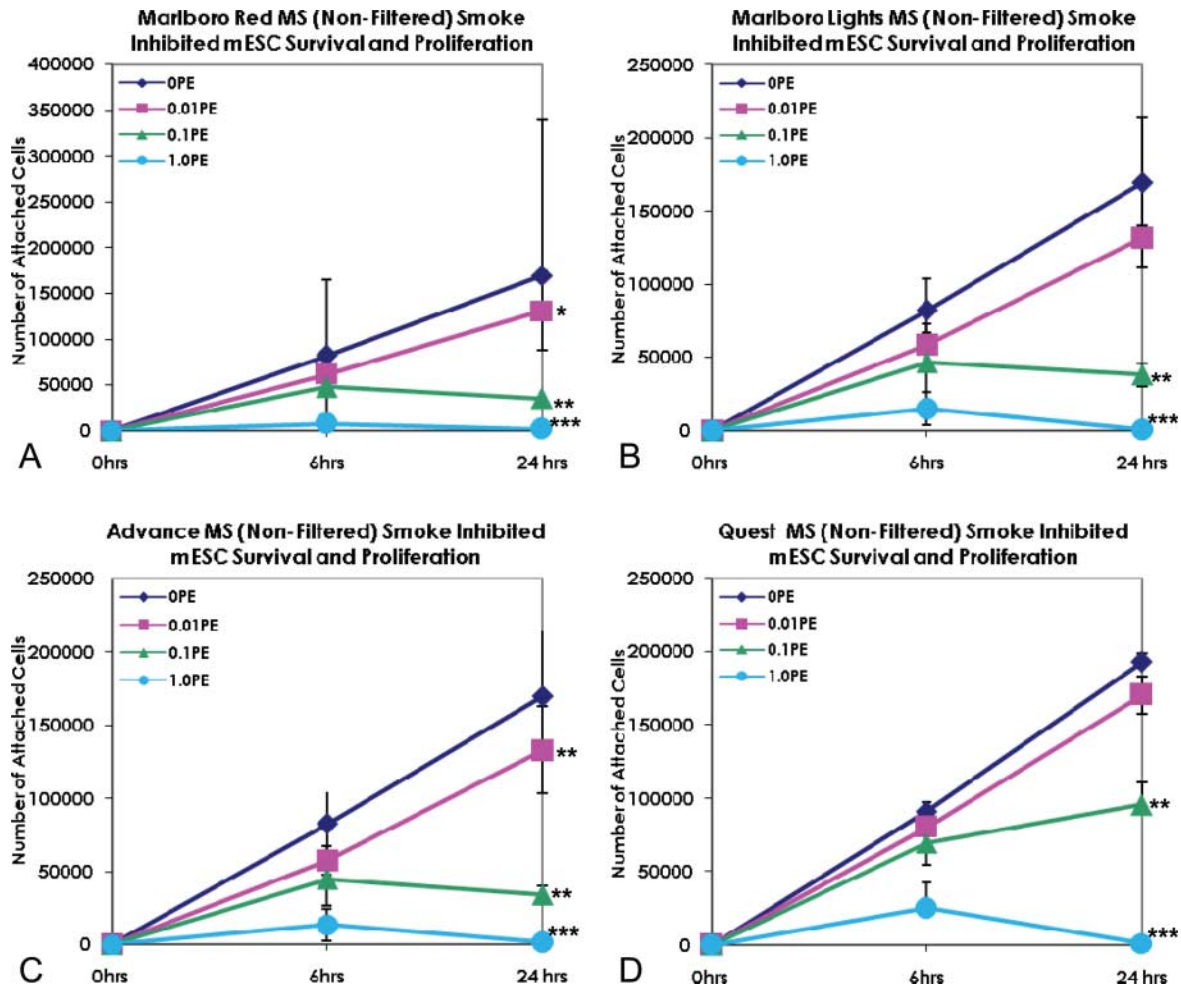 Marlboro Red MS (Non-Filtered) Smoke
Inhibited mESC Survival and Proliferation
400000
350000
300000
250000
200000
150000
100000
50000
0
Number of Attached Cells
0PE
0.01PE
0.1PE
1.0PE
*
**
***
0hrs
6hrs
24 hrs
A
Marlboro Lights MS (Non-Filtered) Smoke
Inhibited mESC Survival and Proliferation
250000
200000
150000
100000
50000
0
Number of Attached Cells
0PE
0.01PE
0.1PE
1.0PE
**
***
0hrs
6hrs
24 hrs
B
Advance MS (Non-Filtered) Smoke Inhibited
mESC Survival and Proliferation
250000
200000
150000
100000
50000
0
Number of Attached Cells
0PE
0.01PE
0.1PE
1.0PE
**
**
***
0hrs
6hrs
24 hrs
C
Quest MS (Non-Filtered) Smoke Inhibited
mESC Survival and Proliferation
250000
200000
150000
100000
50000
0
Number of Attached Cells
0PE
0.01PE
0.1PE
1.0PE
**
***
0hrs
6hrs
24 hrs
D